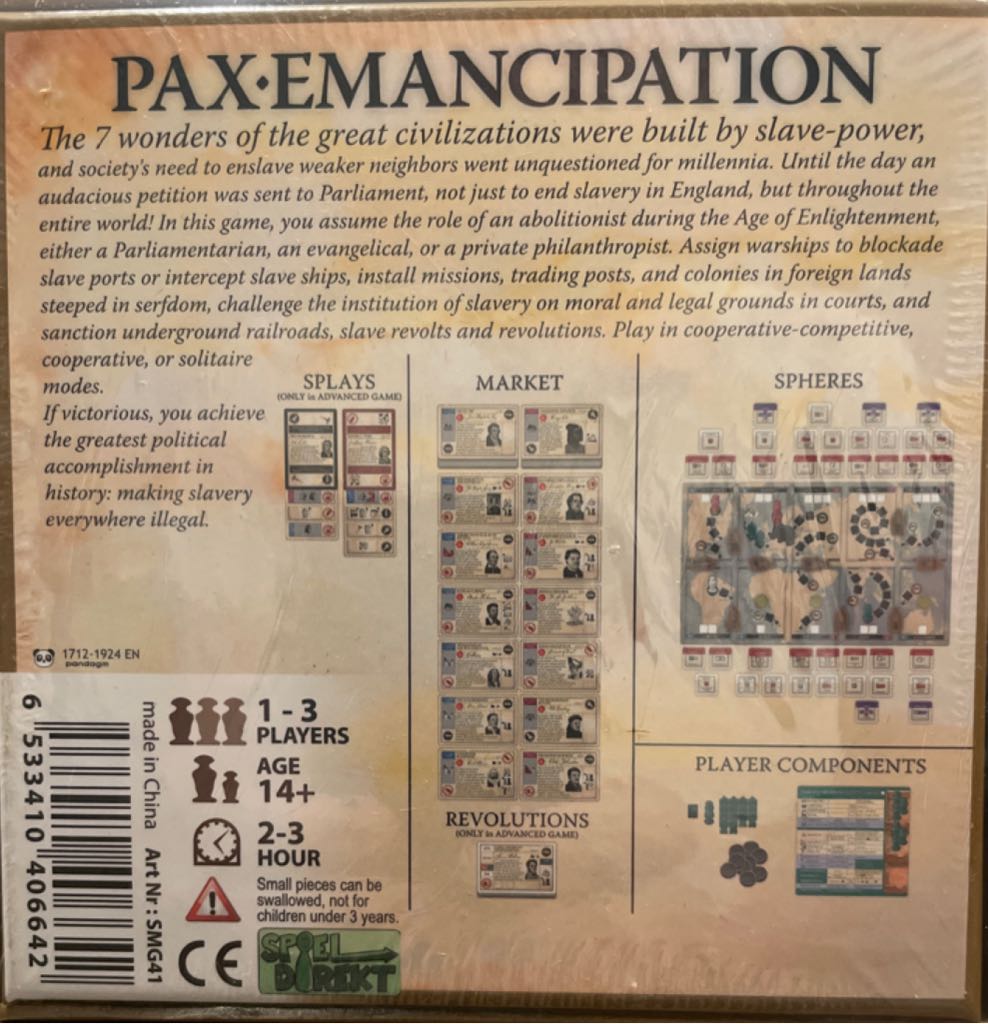 PAX·EMANCIPATION
The 7 wonders of the great civilizations were built by slave-power,
and society's need to enslave weaker neighbors went unquestioned for millennia. Until the day an
audacious petition was sent to Parliament, not just to end slavery in England, but throughout the
entire world! In this game, you assume the role of an abolitionist during the Age of Enlightenment,
either a Parliamentarian, an evangelical, or a private philanthropist. Assign warships to blockade
slave ports or intercept slave ships, install missions, trading posts, and colonies in foreign lands
steeped in serfdom, challenge the institution of slavery on moral and legal grounds in courts, and
sanction underground railroads, slave revolts and revolutions. Play in cooperative-competitive,
cooperative, or solitaire
modes.
If victorious, you achieve
the greatest political
accomplishment in
history: making slavery
everywhere illegal.
SPLAYS
(ONLY in ADVANCED GAME)
MARKET
SPHERES
REVOLUTIONS
(ONLY in ADVANCED GAME)
PLAYER COMPONENTS
1712-1924 EN
pandagm
6 533410 406642
made in China Art Nr : SMG41
1 - 3
PLAYERS
AGE
14+
2-3
HOUR
Small pieces can be
swallowed, not for
children under 3 years.
CE
SPIEL
DIREKT